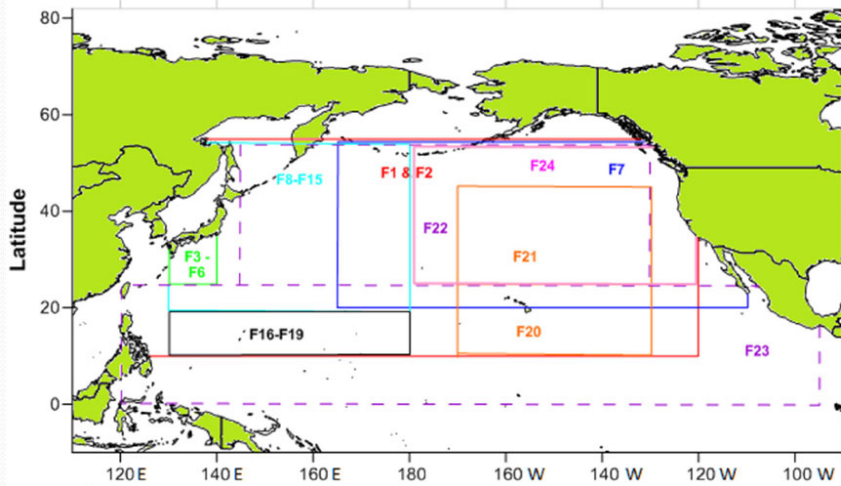 80
60
40
20
0
Latitude
F1 & F2
F24
F7
F8-F15
F22
F3 -
F6
F21
F16-F19
F20
F23
120 E
140 E
160 E
180
160 W
140 W
120 W
100 W